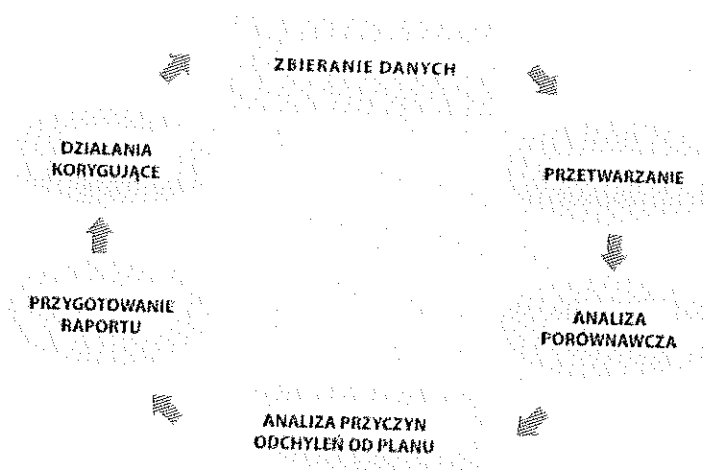 ZBIERANIE DANYCH
PRZETWARZANIE
ANALIZA
PORÓWNAWCZA
ANALIZA PRZYCZYN
ODCHYLEŃ OD PLANU
PRZYGOTOWANIE
RAPORTU
DZIAŁANIA
KORYGUJĄCE